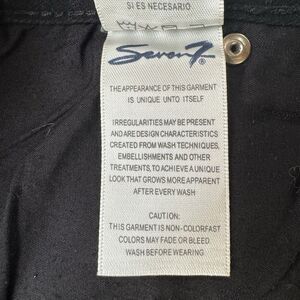 SI ES NECESARIO
Seven7®
THE APPEARANCE OF THIS GARMENT
IS UNIQUE UNTO ITSELF
IRREGULARITIES MAY BE PRESENT
AND ARE DESIGN CHARACTERISTICS
CREATED FROM WASH TECHNIQUES,
EMBELLISHMENTS AND OTHER
TREATMENTS, TO ACHIEVE A UNIQUE
LOOK THAT GROWS MORE APPARENT
AFTER EVERY WASH
CAUTION:
THIS GARMENT IS NON-COLORFAST
COLORS MAY FADE OR BLEED
WASH BEFORE WEARING